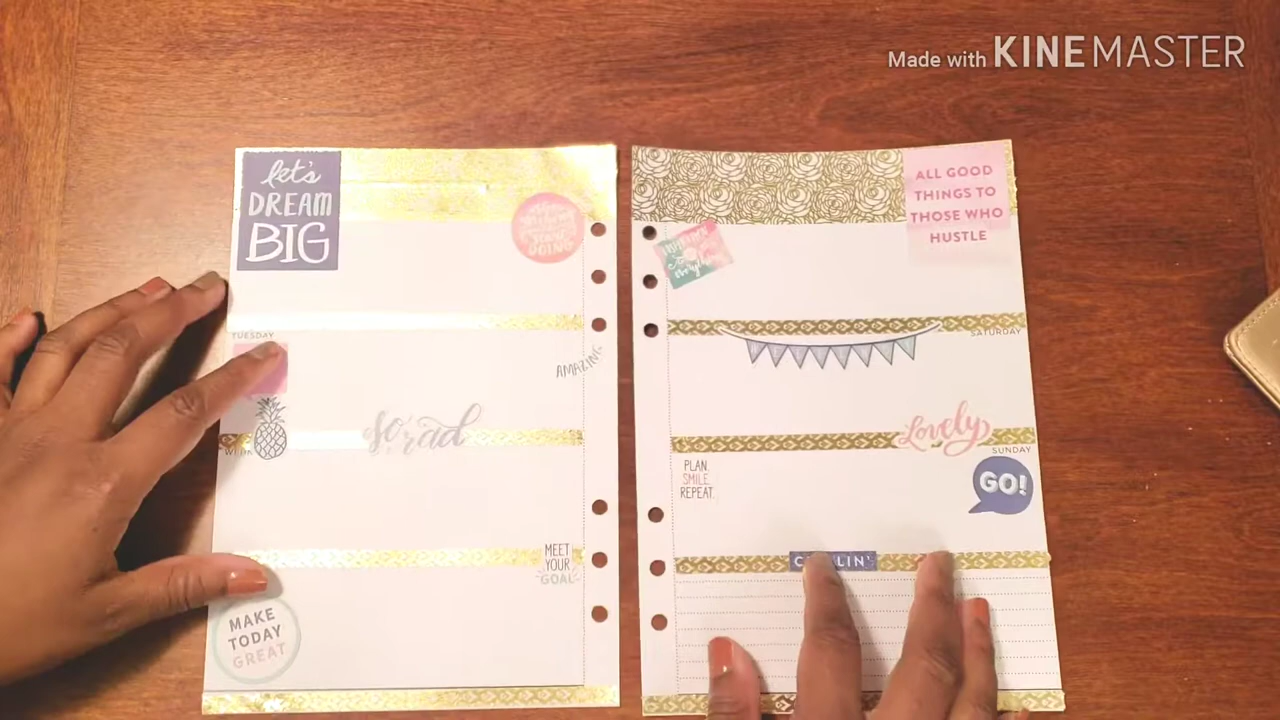 Made with KINEMASTER
let's
DREAM
BIG
DOING
TUESDAY
AMAZING
so rad
MEET
YOUR
GOAL
MAKE
TODAY
GREAT
ALL GOOD
THINGS TO
THOSE WHO
HUSTLE
SATURDAY
Lovely
SUNDAY
PLAN.
SMILE.
REPEAT.
GO!